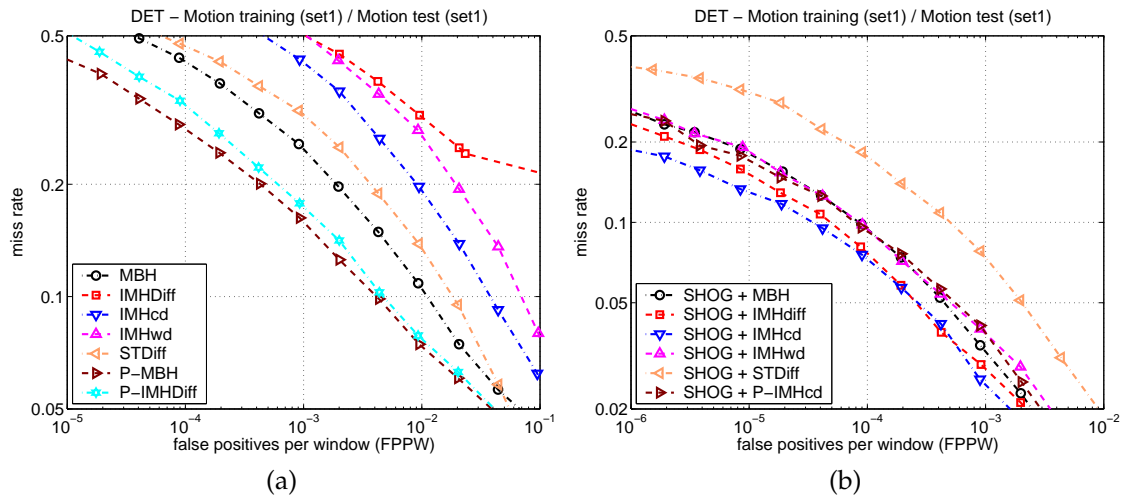 DET – Motion training (set1) / Motion test (set1)
0.5
0.2
0.1
0.05
miss rate
MBH
IMHDiff
IMHcd
IMHwd
STDiff
P–MBH
P–IMHDiff
10^−5
10^−4
10^−3
10^−2
10^−1
false positives per window (FPPW)
(a)
DET – Motion training (set1) / Motion test (set1)
0.5
0.2
0.1
0.05
0.02
miss rate
SHOG + MBH
SHOG + IMHdiff
SHOG + IMHcd
SHOG + IMHwd
SHOG + STDiff
SHOG + P–IMHcd
10^−6
10^−5
10^−4
10^−3
10^−2
false positives per window (FPPW)
(b)